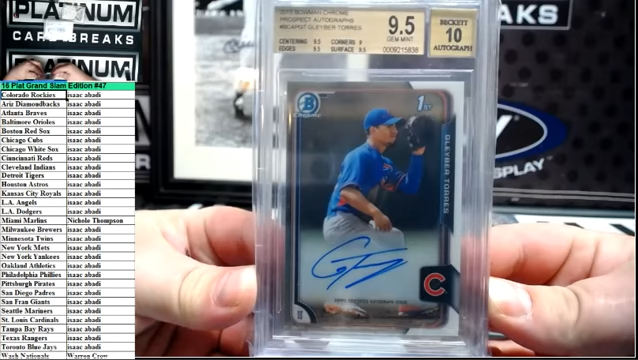 PLATINUM
CARD BREAKS
PLATINUM
16 Plat Grand Slam Edition #47
Colorado Rockies isaac abadi
Ariz Diamondbacks isaac abadi
Atlanta Braves isaac abadi
Baltimore Orioles isaac abadi
Boston Red Sox isaac abadi
Chicago Cubs isaac abadi
Chicago White Sox isaac abadi
Cincinnati Reds isaac abadi
Cleveland Indians isaac abadi
Detroit Tigers isaac abadi
Houston Astros isaac abadi
Kansas City Royals isaac abadi
L.A. Angels isaac abadi
L.A. Dodgers isaac abadi
Miami Marlins Nichole Thompson
Milwaukee Brewers isaac abadi
Minnesota Twins isaac abadi
New York Mets isaac abadi
New York Yankees isaac abadi
Oakland Athletics isaac abadi
Philadelphia Phillies isaac abadi
Pittsburgh Pirates isaac abadi
San Diego Padres isaac abadi
San Fran Giants isaac abadi
Seattle Mariners isaac abadi
St. Louis Cardinals isaac abadi
Tampa Bay Rays isaac abadi
Texas Rangers isaac abadi
Toronto Blue Jays isaac abadi
Wash Nationals Warren Crow
2015 BOWMAN CHROME
PROSPECT AUTOGRAPHS
#BCAPGT GLEYBER TORRES
CENTERING 9.5 CORNERS 9
EDGES 9.5 SURFACE 9.5
9.5
GEM MINT
BECKETT
10
AUTOGRAPH
0009215838
B
1ST
GLEYBER TORRES
C
AKS
DISPLAY